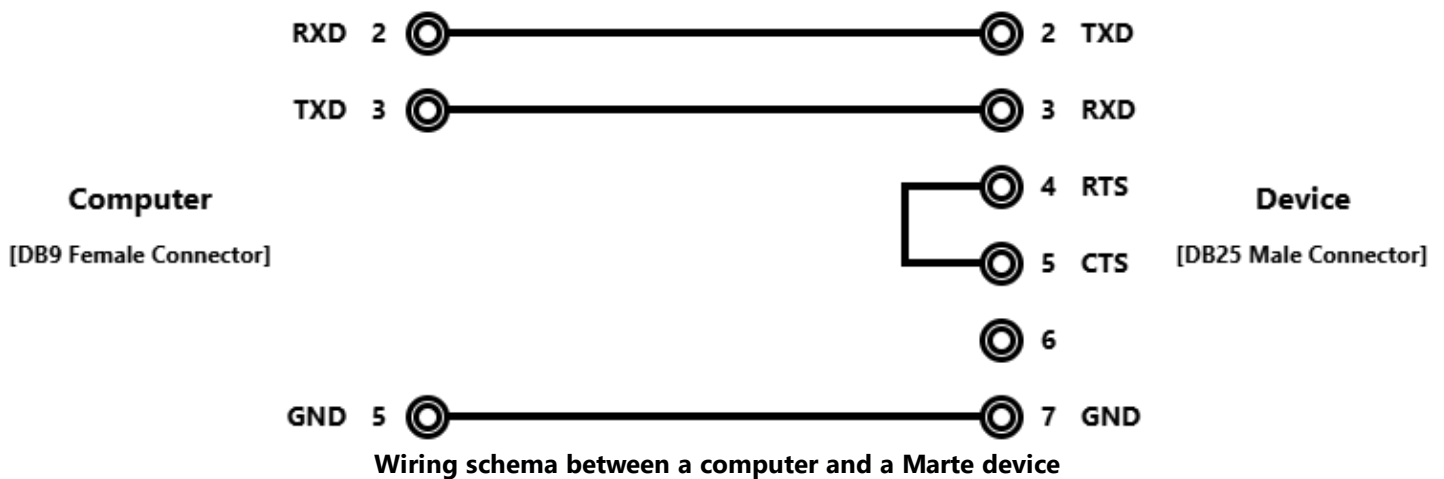 RXD 2 2 TXD
TXD 3 3 RXD
4 RTS
Computer Device
[DB9 Female Connector] [DB25 Male Connector]
5 CTS
6
GND 5 7 GND
Wiring schema between a computer and a Marte device